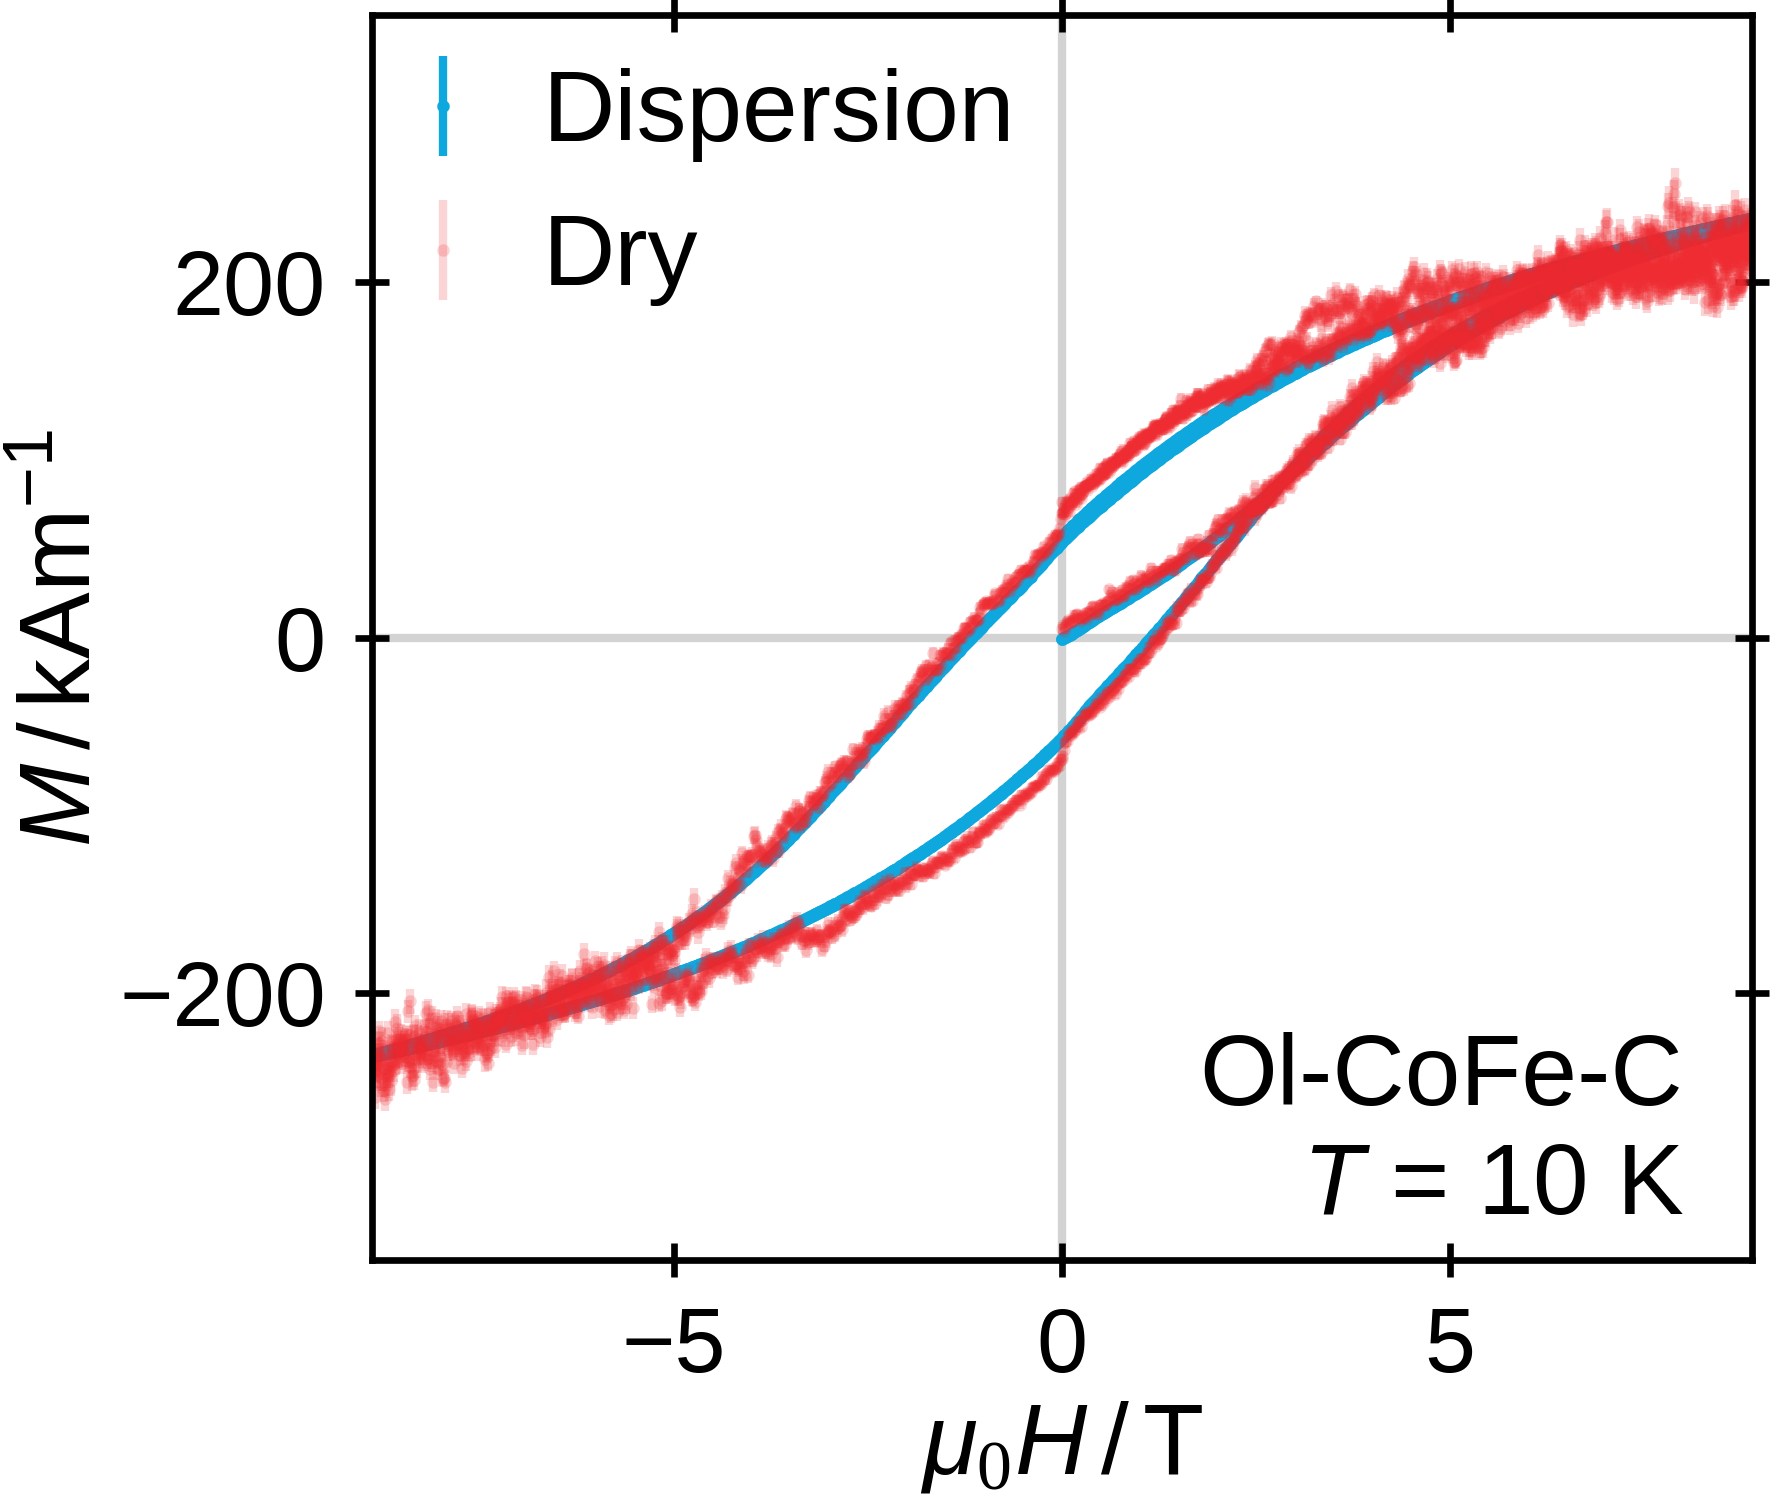 Dispersion
Dry
200
0
−200
M / kAm⁻¹
Ol-CoFe-C
T = 10 K
−5 0 5
μ₀H / T